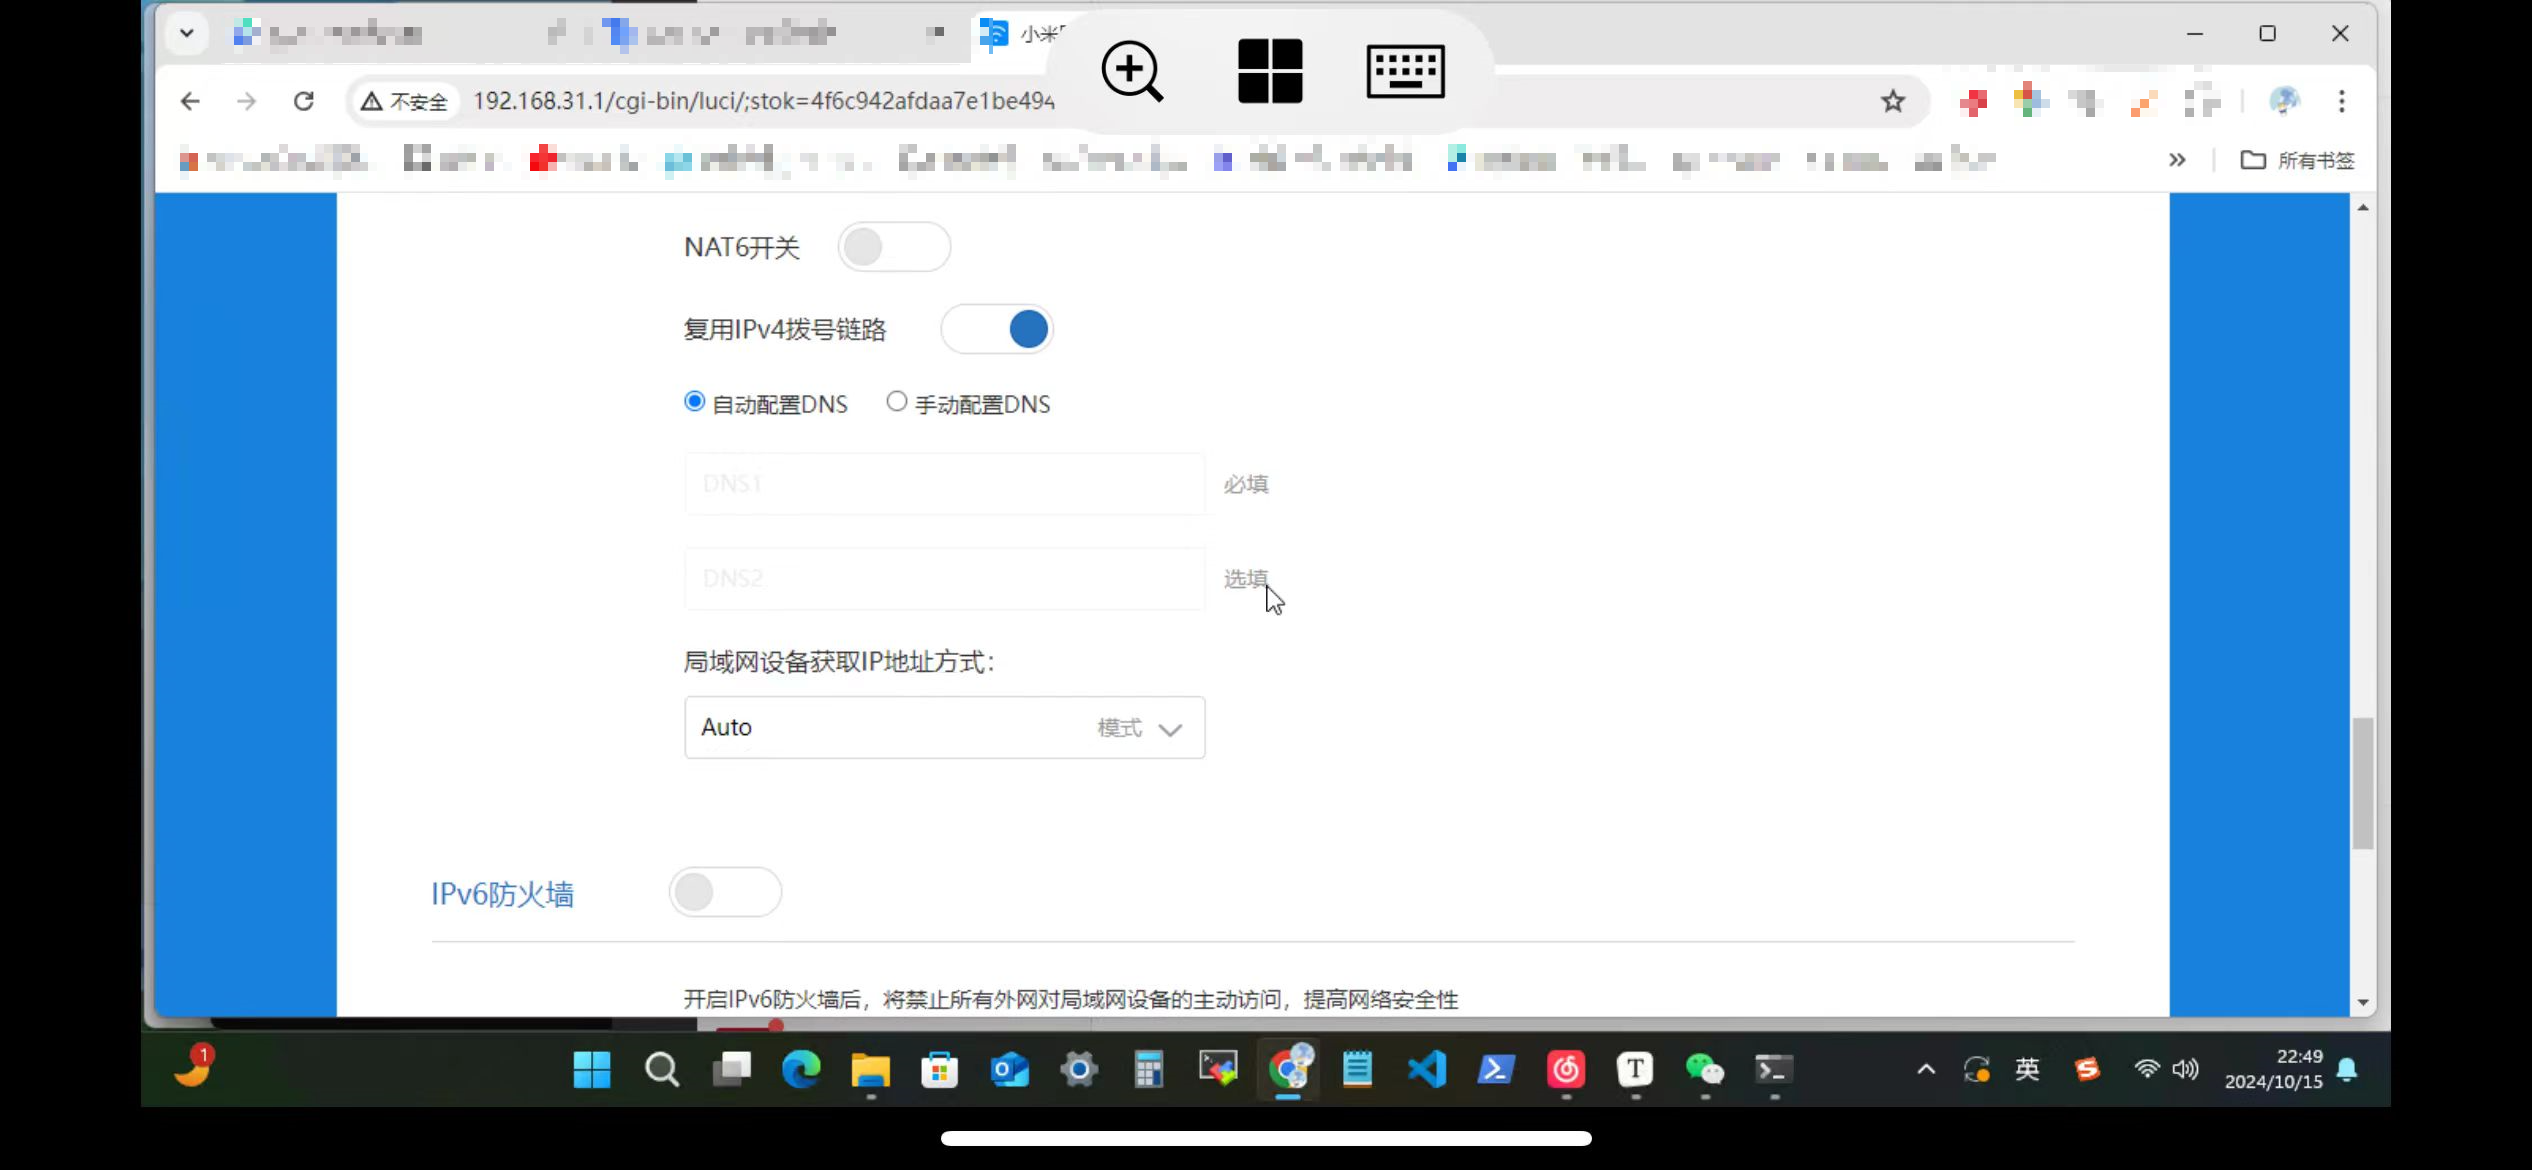 小米
不安全
192.168.31.1/cgi-bin/luci/;stok=4f6c942afdaa7e1be494
所有书签
NAT6开关
复用IPv4拨号链路
自动配置DNS 手动配置DNS
DNS1 必填
DNS2 选填
局域网设备获取IP地址方式：
Auto 模式
IPv6防火墙
开启IPv6防火墙后，将禁止所有外网对局域网设备的主动访问，提高网络安全性
1
英
22:49
2024/10/15